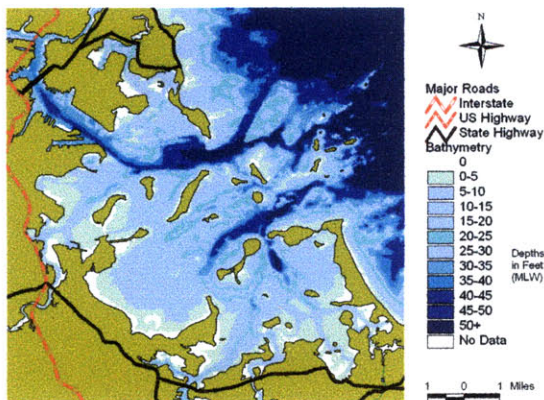 N
Major Roads
Interstate
US Highway
State Highway
Bathymetry
0
0-5
5-10
10-15
15-20
20-25
25-30
30-35
35-40
40-45
45-50
50+
No Data
Depths
in Feet
(MLW)
1 0 1 Miles